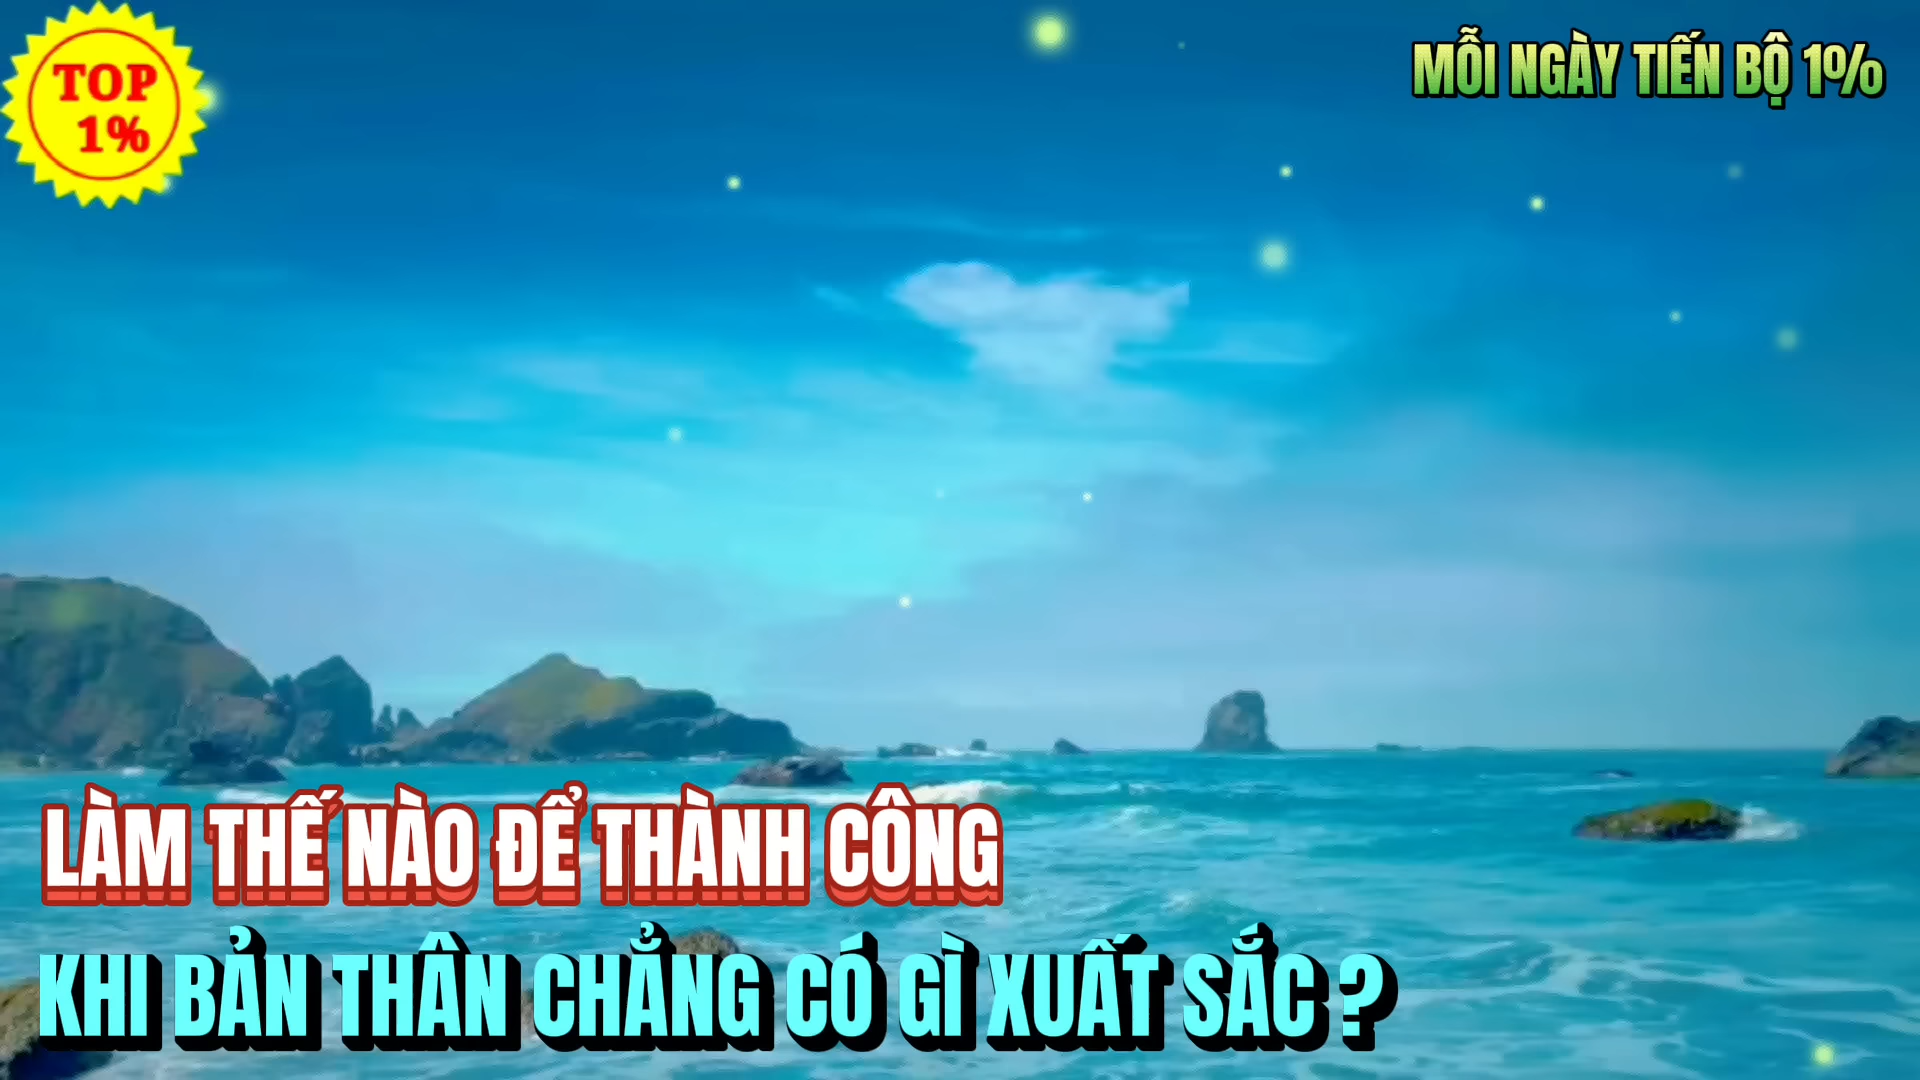 TOP
1%
MỖI NGÀY TIẾN BỘ 1%
LÀM THẾ NÀO ĐỂ THÀNH CÔNG
KHI BẢN THÂN CHẲNG CÓ GÌ XUẤT SẮC ?